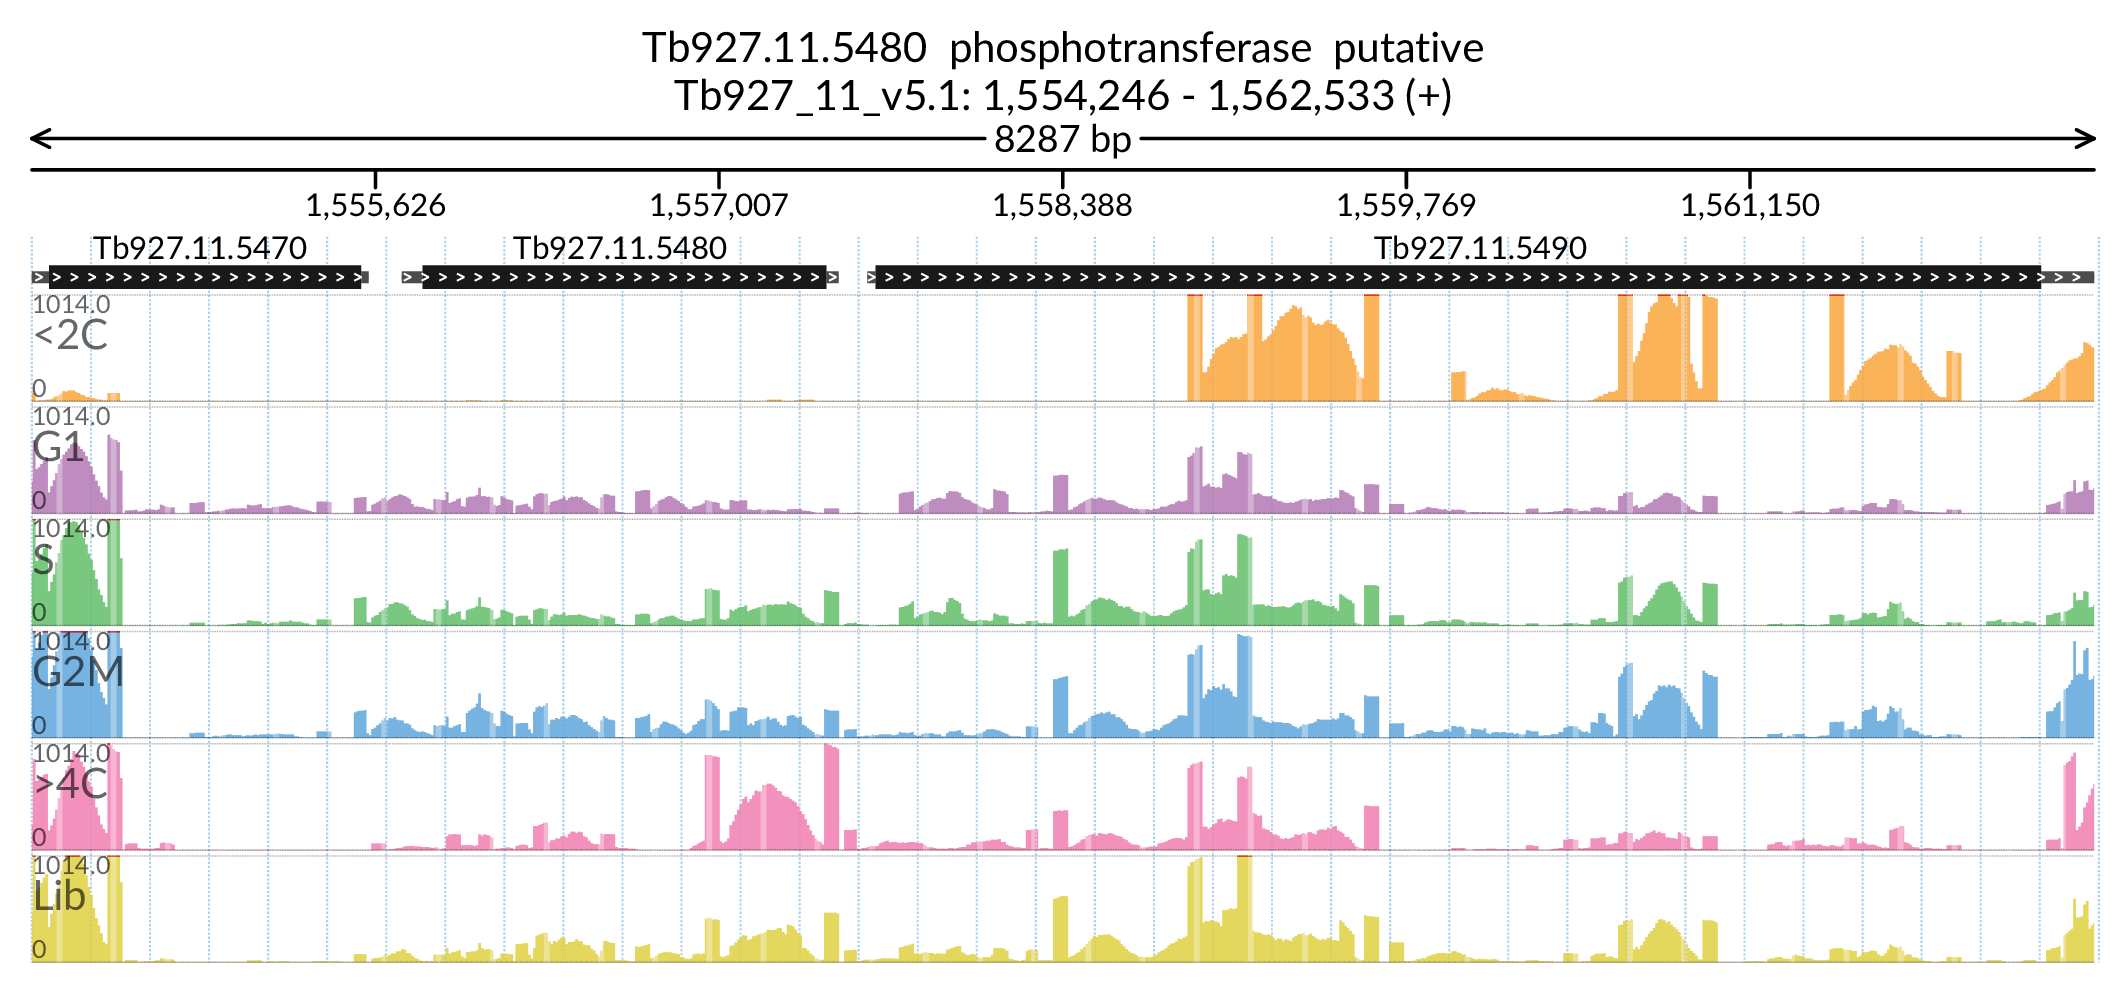 Tb927.11.5480 phosphotransferase putative
Tb927_11_v5.1: 1,554,246 - 1,562,533 (+)
8287 bp
1,555,626 1,557,007 1,558,388 1,559,769 1,561,150
Tb927.11.5470 Tb927.11.5480 Tb927.11.5490
1014.0
<2C
0
1014.0
G1
0
1014.0
S
0
1014.0
G2M
0
1014.0
>4C
0
1014.0
Lib
0